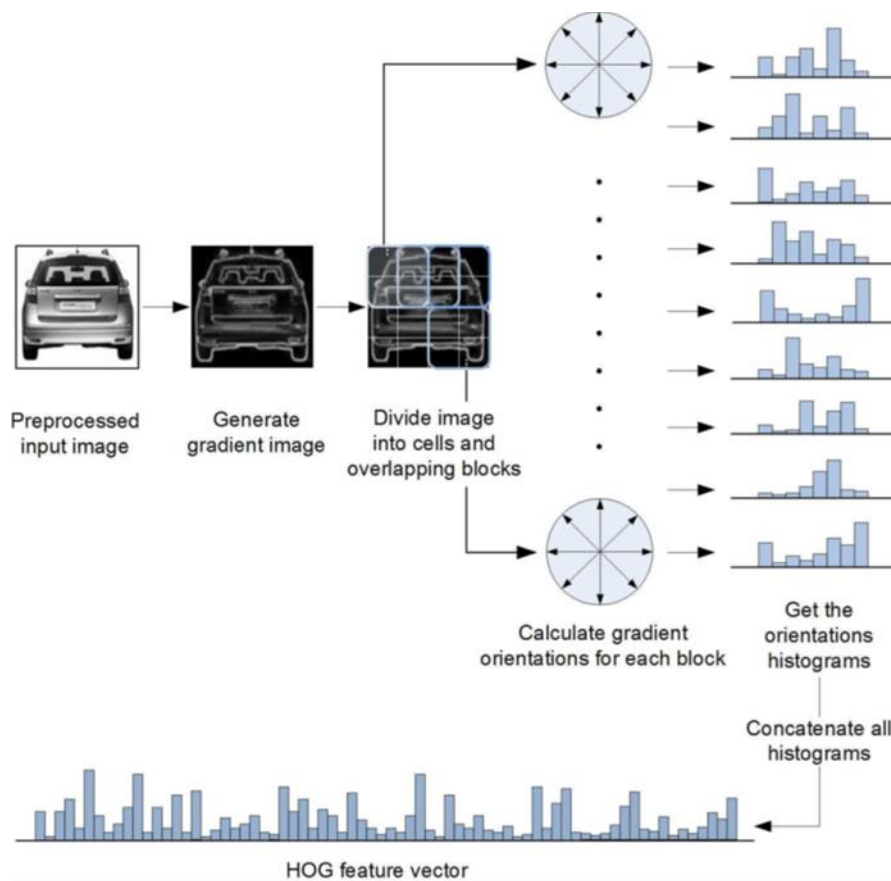 Preprocessed
input image
Generate
gradient image
Divide image
into cells and
overlapping blocks
Calculate gradient
orientations for each block
Get the
orientations
histograms
Concatenate all
histograms
HOG feature vector